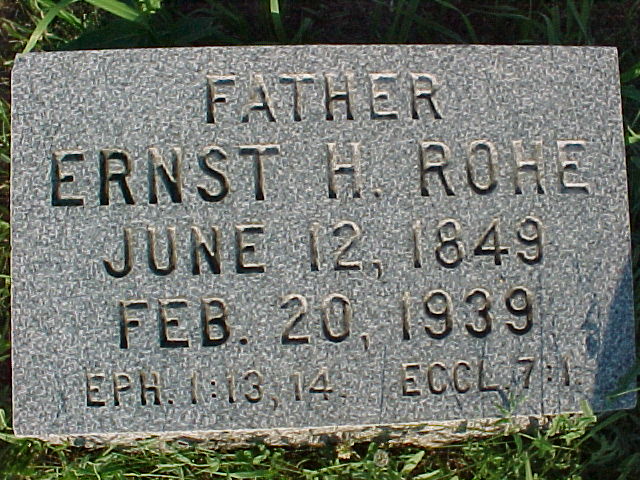 FATHER
ERNST H. ROHE
JUNE 12, 1849
FEB. 20, 1939
EPH. 1:13, 14. ECCL. 7:1.